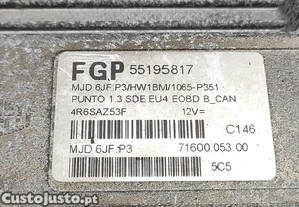 FGP 55195817
MJD 6JF.P3/HW1BM/1065-P351
PUNTO 1.3 SDE EU4 EOBD B_CAN
4R6SAZ53F 12V=
C146
MJD 6JF.P3 71600.053.00
5C5
CustoJusto.pt